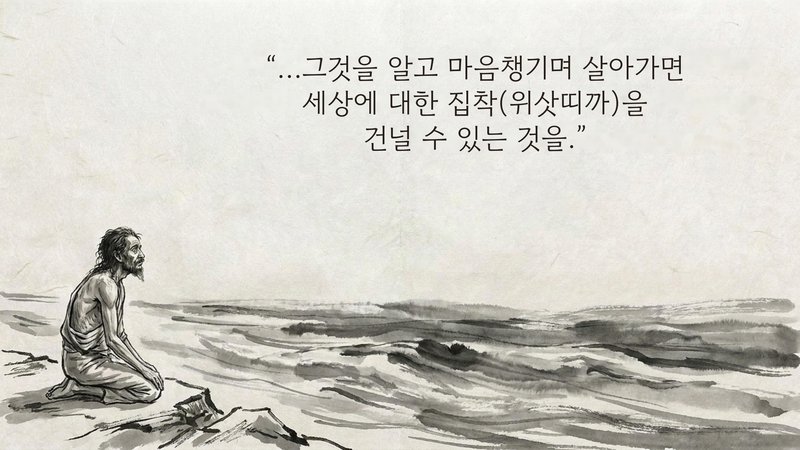 “...그것을 알고 마음챙기며 살아가면
세상에 대한 집착(위삿띠까)을
건널 수 있는 것을.”